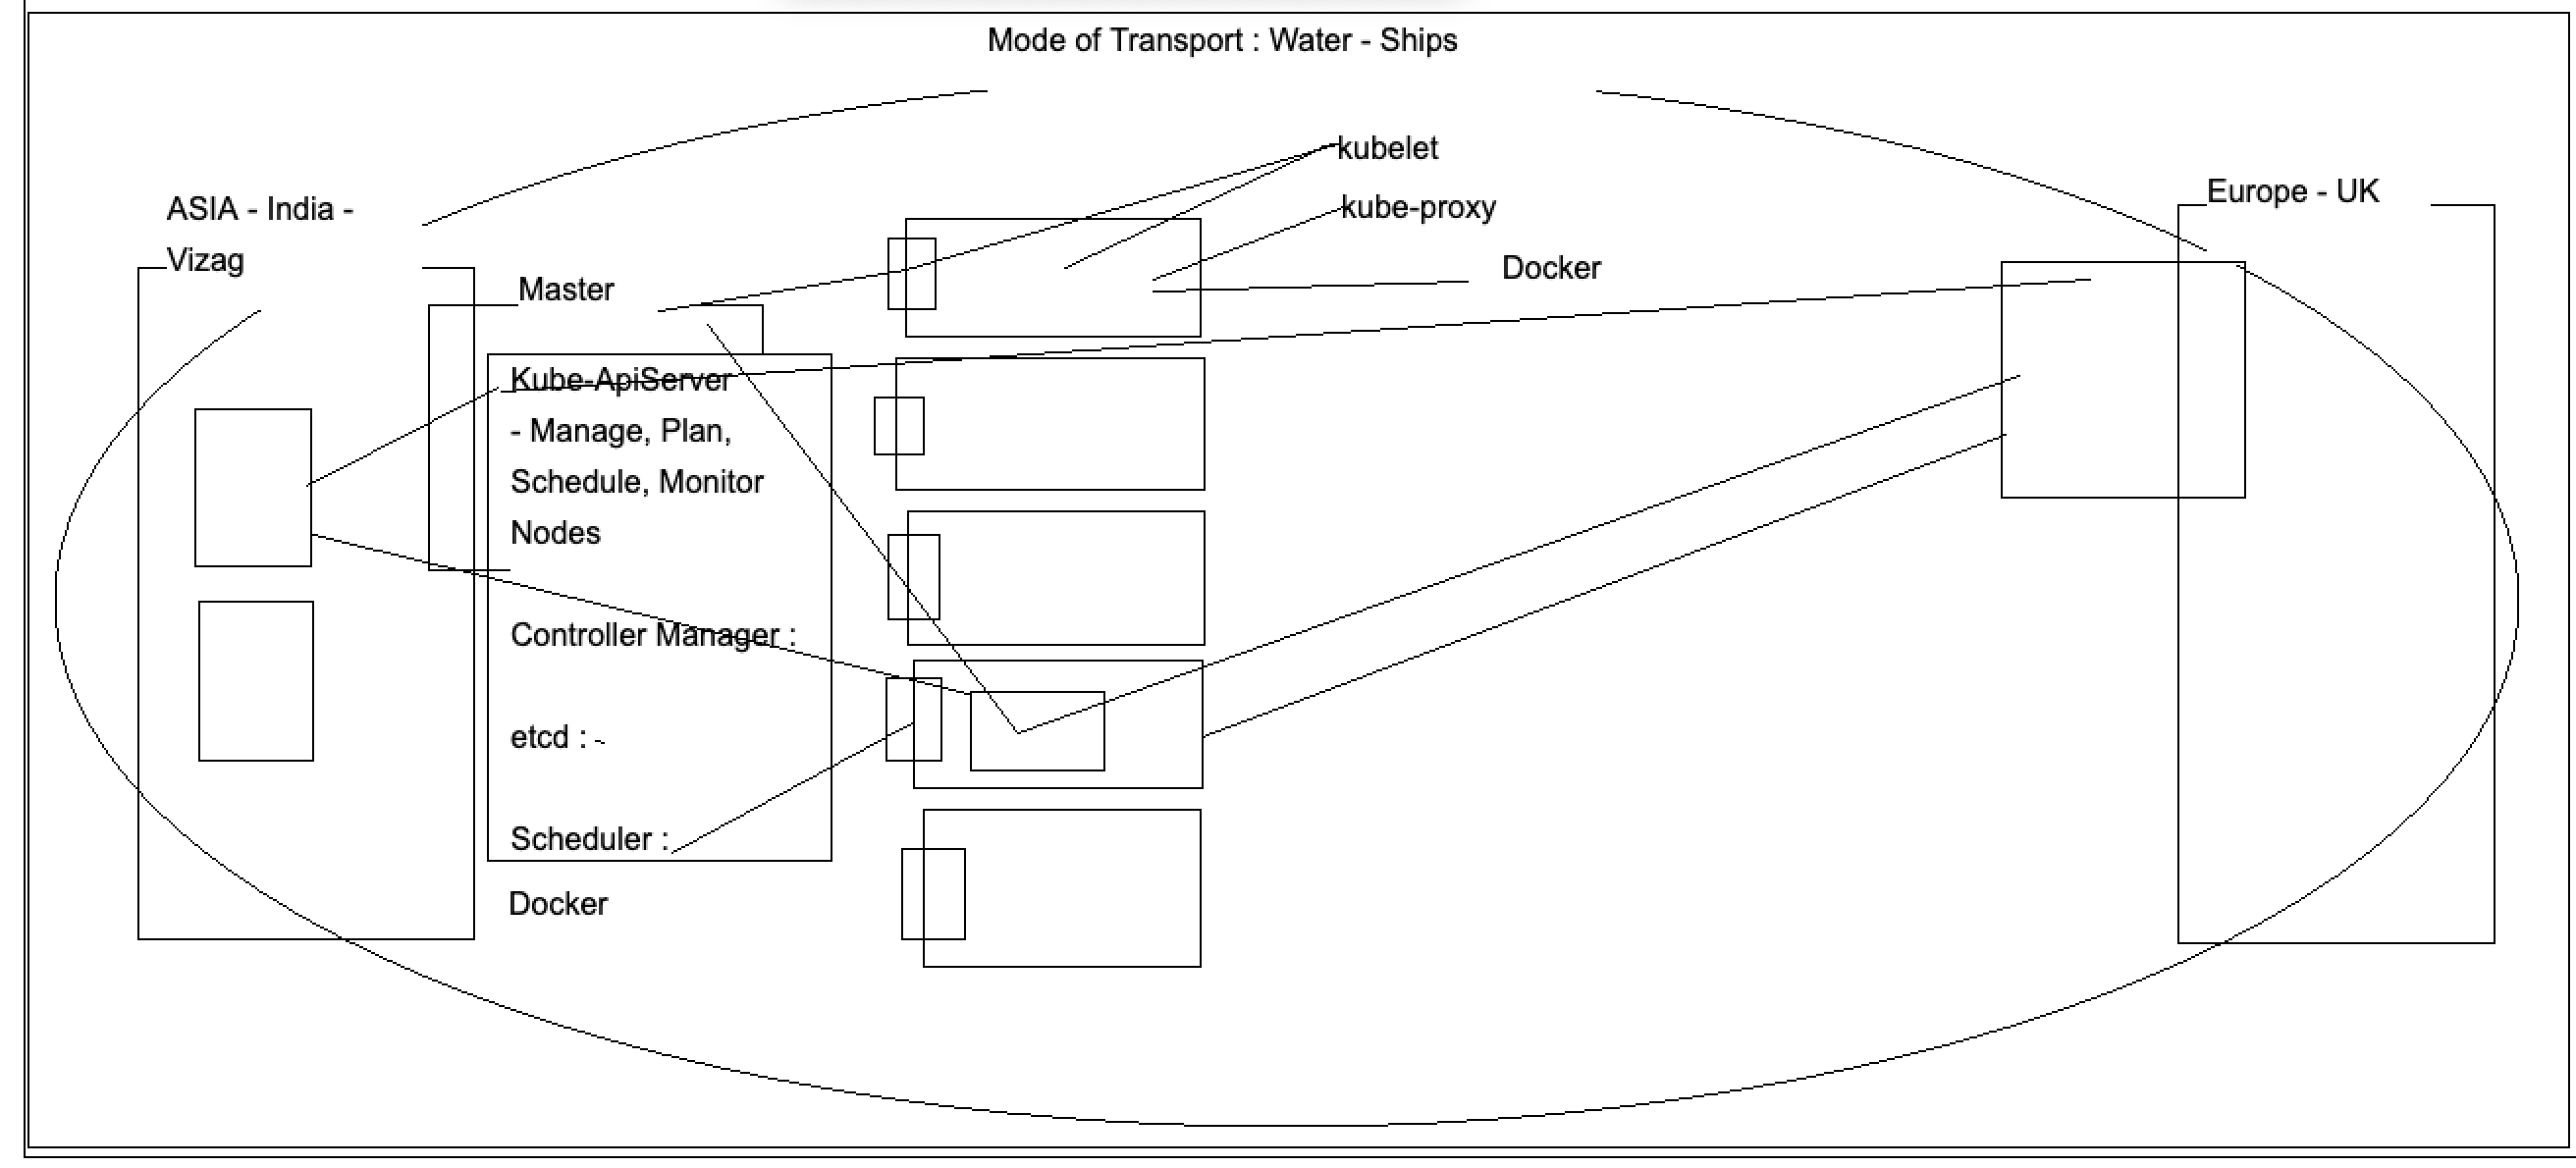 Mode of Transport : Water - Ships
kubelet
kube-proxy
Docker
ASIA - India -
Vizag
Europe - UK
Master
Kube-ApiServer
- Manage, Plan,
Schedule, Monitor
Nodes
Controller Manager :
etcd : -
Scheduler :
Docker